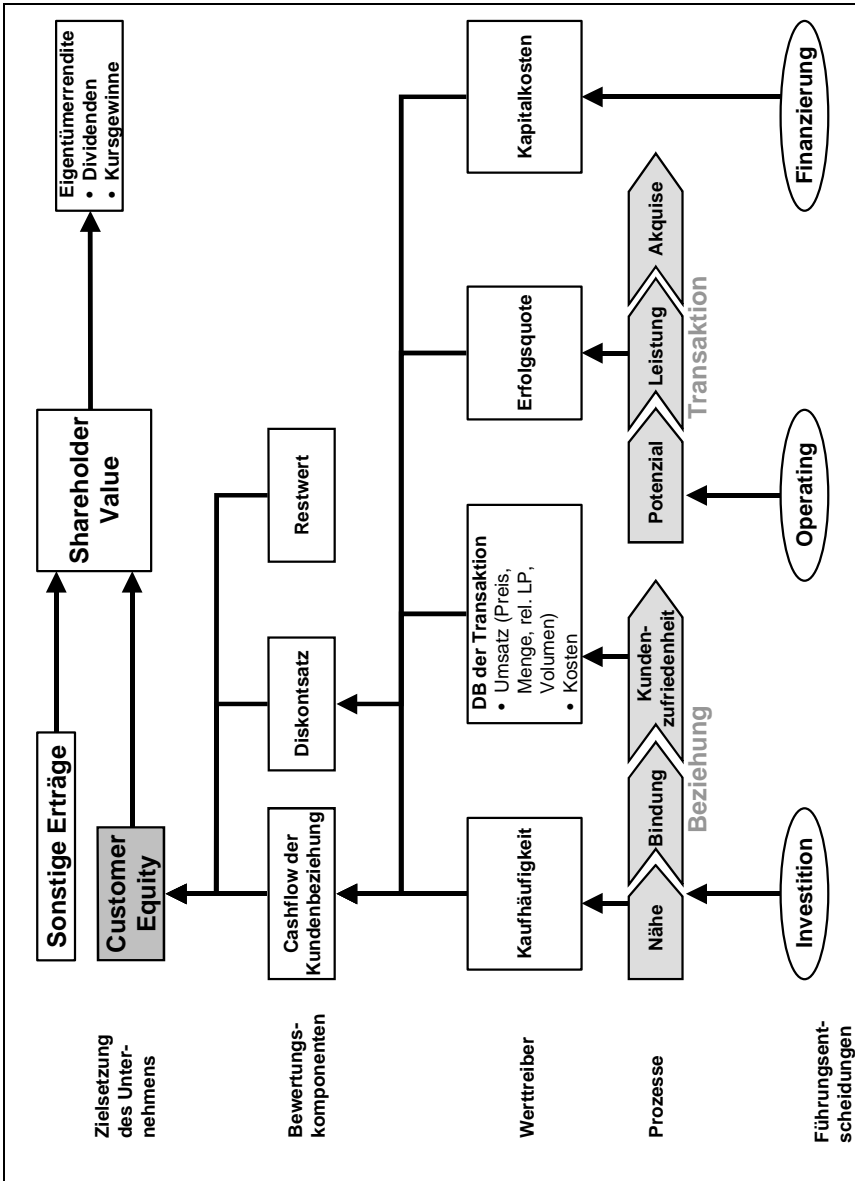 Zielsetzung
des Unter-
nehmens
Sonstige Erträge
Customer
Equity
Shareholder
Value
Eigentümerrendite
• Dividenden
• Kursgewinne
Bewertungs-
komponenten
Cashflow der
Kundenbeziehung
Diskontsatz
Restwert
Werttreiber
Kaufhäufigkeit
DB der Transaktion
• Umsatz (Preis,
Menge, rel. LP,
Volumen)
• Kosten
Erfolgsquote
Kapitalkosten
Prozesse
Nähe
Bindung
Kunden-
zufriedenheit
Potenzial
Leistung
Akquise
Beziehung
Transaktion
Führungsent-
scheidungen
Investition
Operating
Finanzierung